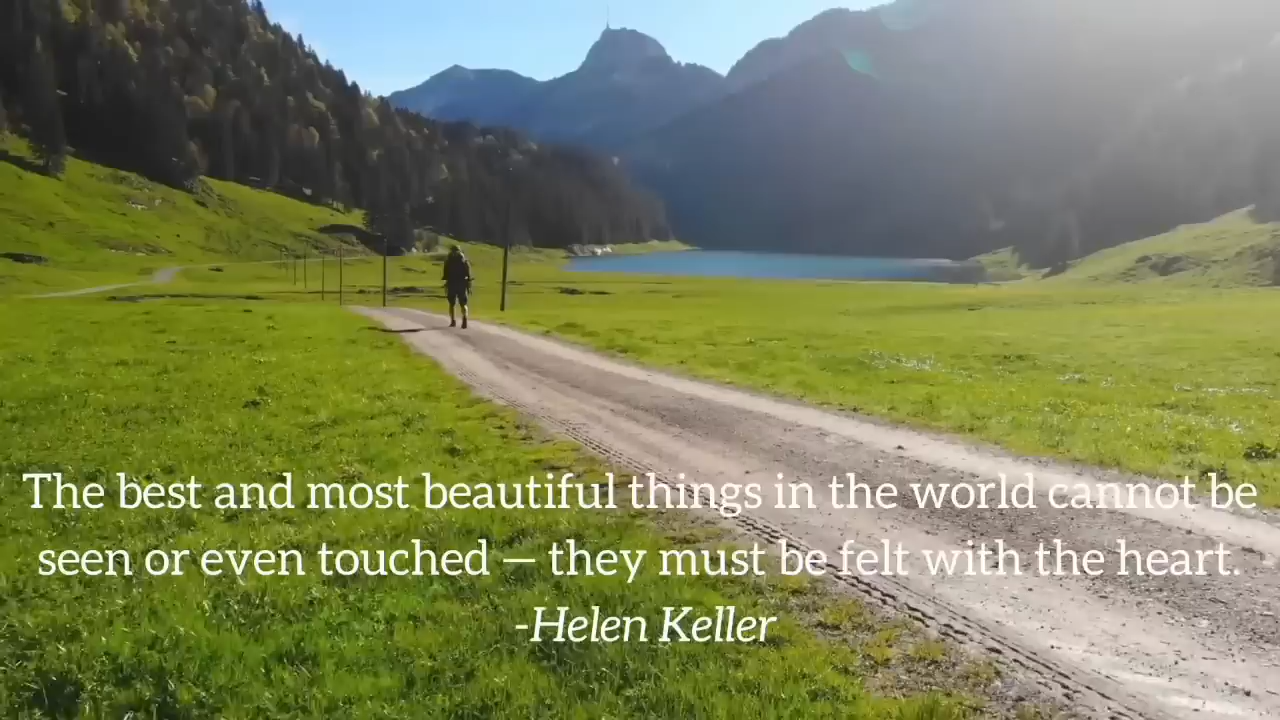 The best and most beautiful things in the world cannot be
seen or even touched — they must be felt with the heart.
-Helen Keller